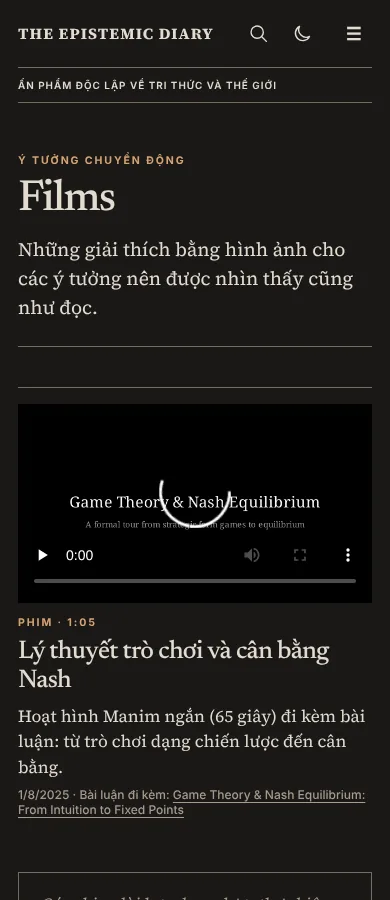 THE EPISTEMIC DIARY
ẤN PHẨM ĐỘC LẬP VỀ TRI THỨC VÀ THẾ GIỚI
Ý TƯỞNG CHUYỂN ĐỘNG
Films
Những giải thích bằng hình ảnh cho
các ý tưởng nên được nhìn thấy cũng
như đọc.
Game Theory & Nash Equilibrium
A formal tour from strategic-form games to equilibrium
0:00
PHIM · 1:05
Lý thuyết trò chơi và cân bằng
Nash
Hoạt hình Manim ngắn (65 giây) đi kèm bài
luận: từ trò chơi dạng chiến lược đến cân
bằng.
1/8/2025 · Bài luận đi kèm: Game Theory & Nash Equilibrium:
From Intuition to Fixed Points